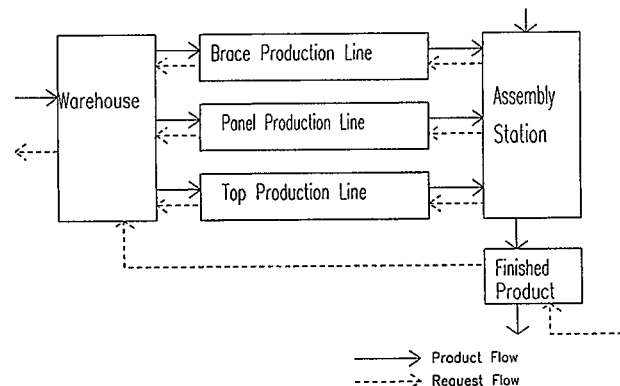 Brace Production Line
Warehouse
Panel Production Line
Assembly
Station
Top Production Line
Finished
Product
Product Flow
Request Flow